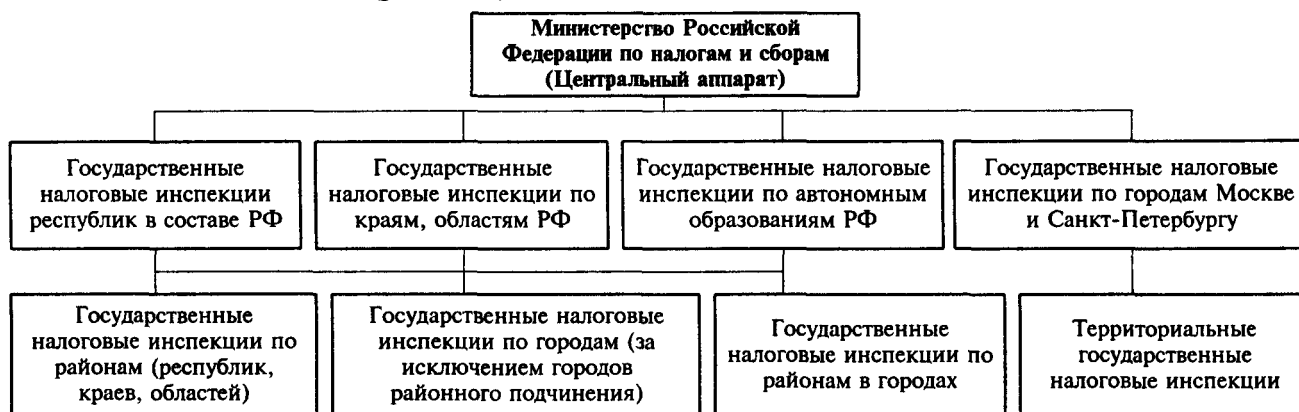 Министерство Российской
Федерации по налогам и сборам
(Центральный аппарат)
Государственные
налоговые инспекции
республик в составе РФ
Государственные
налоговые инспекции по
краям, областям РФ
Государственные налоговые
инспекции по автономным
образованиям РФ
Государственные налоговые
инспекции по городам Москве
и Санкт-Петербургу
Государственные
налоговые инспекции по
районам (республик,
краев, областей)
Государственные налоговые
инспекции по городам (за
исключением городов
районного подчинения)
Государственные
налоговые инспекции по
районам в городах
Территориальные
государственные
налоговые инспекции